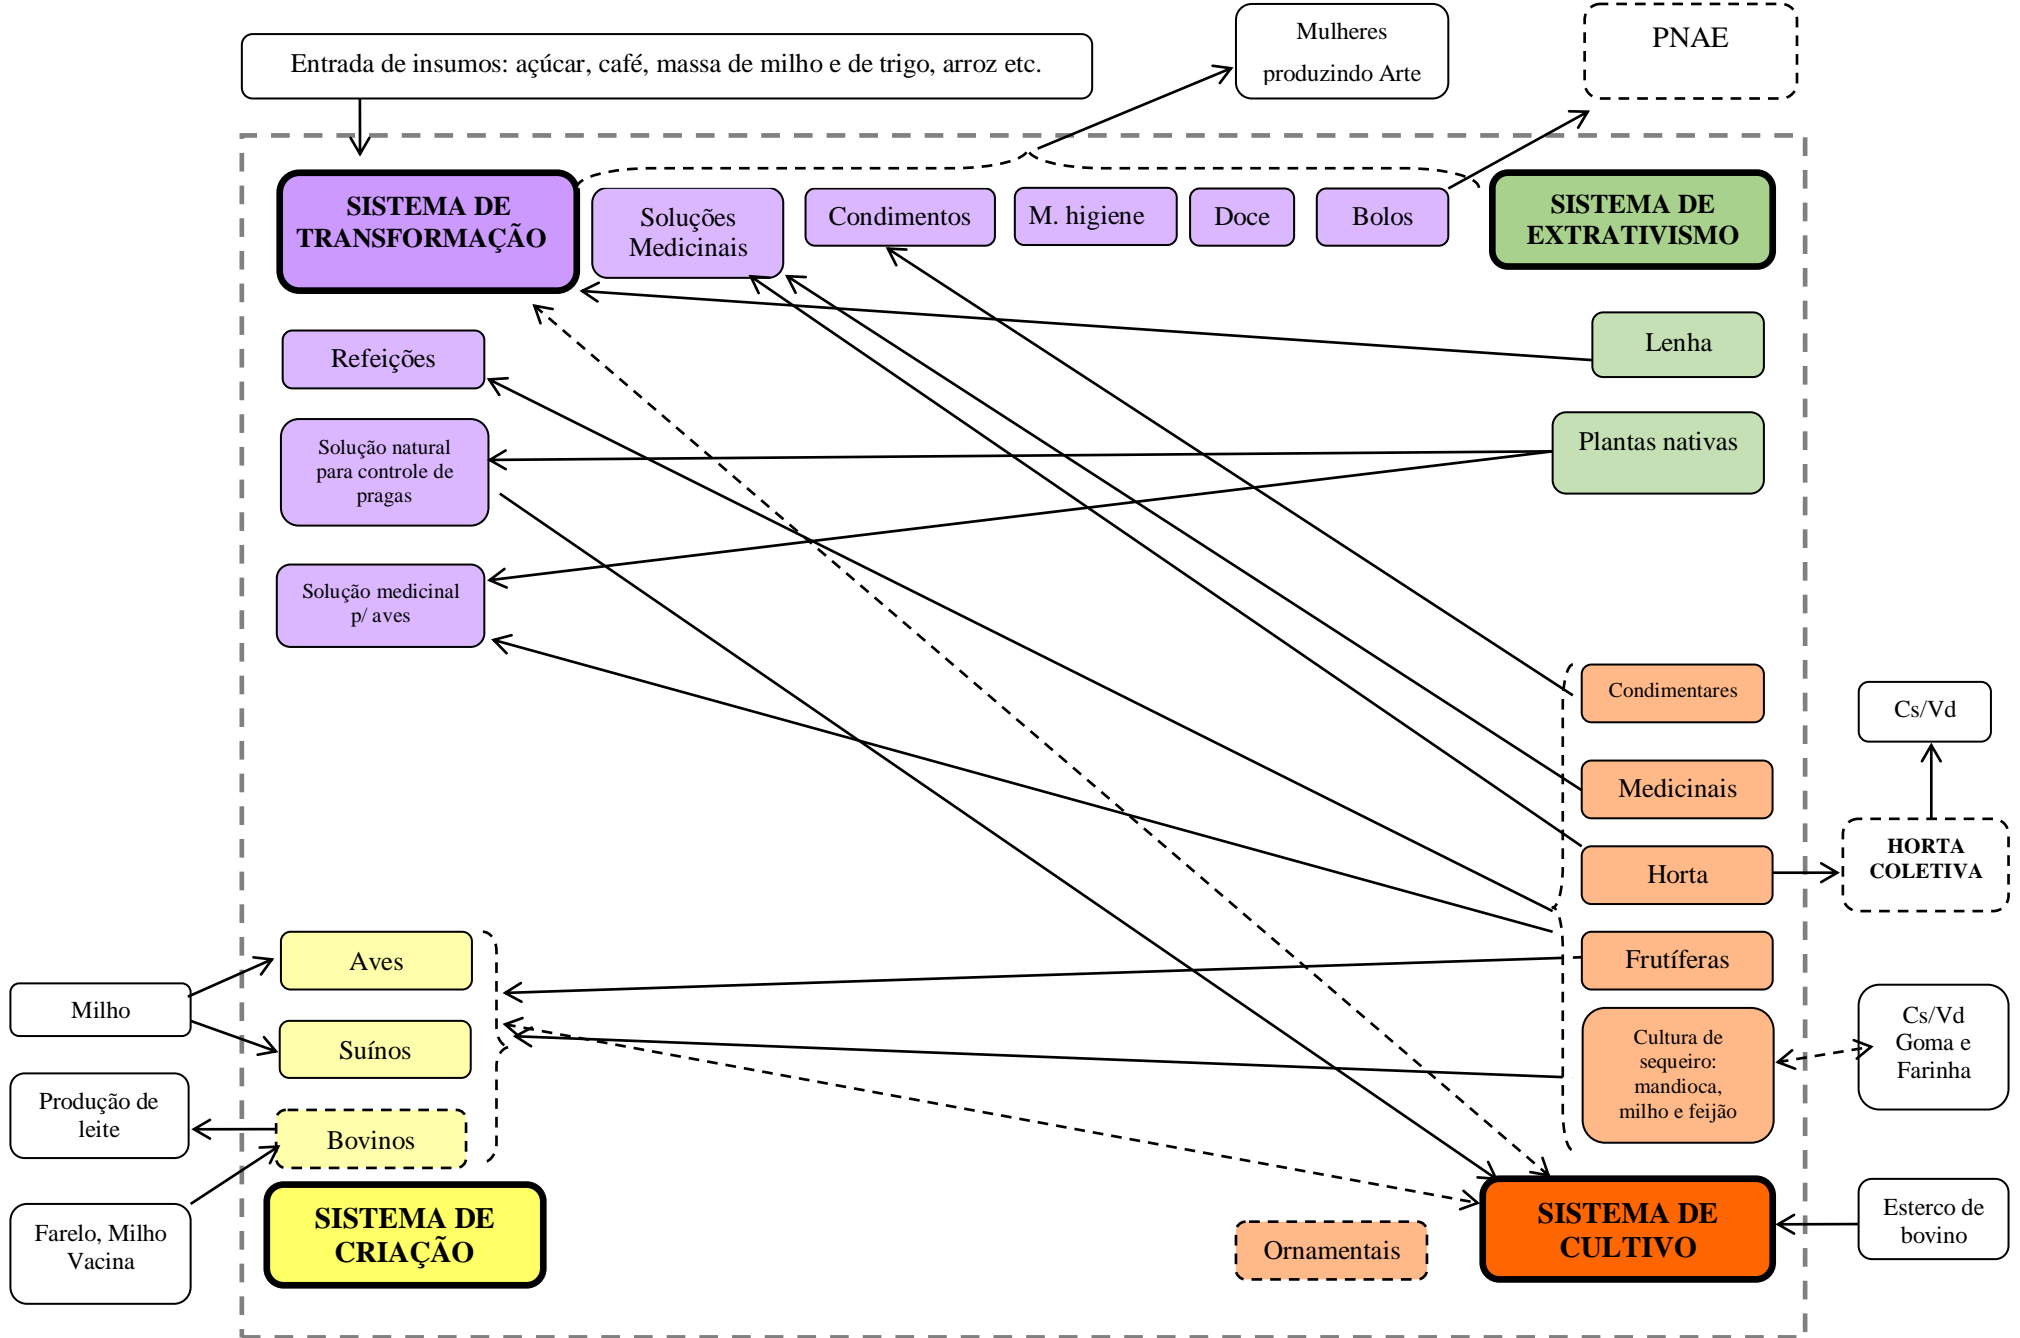 Entrada de insumos: açúcar, café, massa de milho e de trigo, arroz etc.
Mulheres
produzindo Arte
PNAE
SISTEMA DE
TRANSFORMAÇÃO
Soluções
Medicinais
Condimentos
M. higiene
Doce
Bolos
SISTEMA DE
EXTRATIVISMO
Refeições
Lenha
Solução natural
para controle de
pragas
Plantas nativas
Solução medicinal
p/ aves
Condimentares
Cs/Vd
Medicinais
Horta
HORTA
COLETIVA
Aves
Frutíferas
Milho
Suínos
Cultura de
sequeiro:
mandioca,
milho e feijão
Cs/Vd
Goma e
Farinha
Produção de
leite
Bovinos
Farelo, Milho
Vacina
SISTEMA DE
CRIAÇÃO
Ornamentais
SISTEMA DE
CULTIVO
Esterco de
bovino